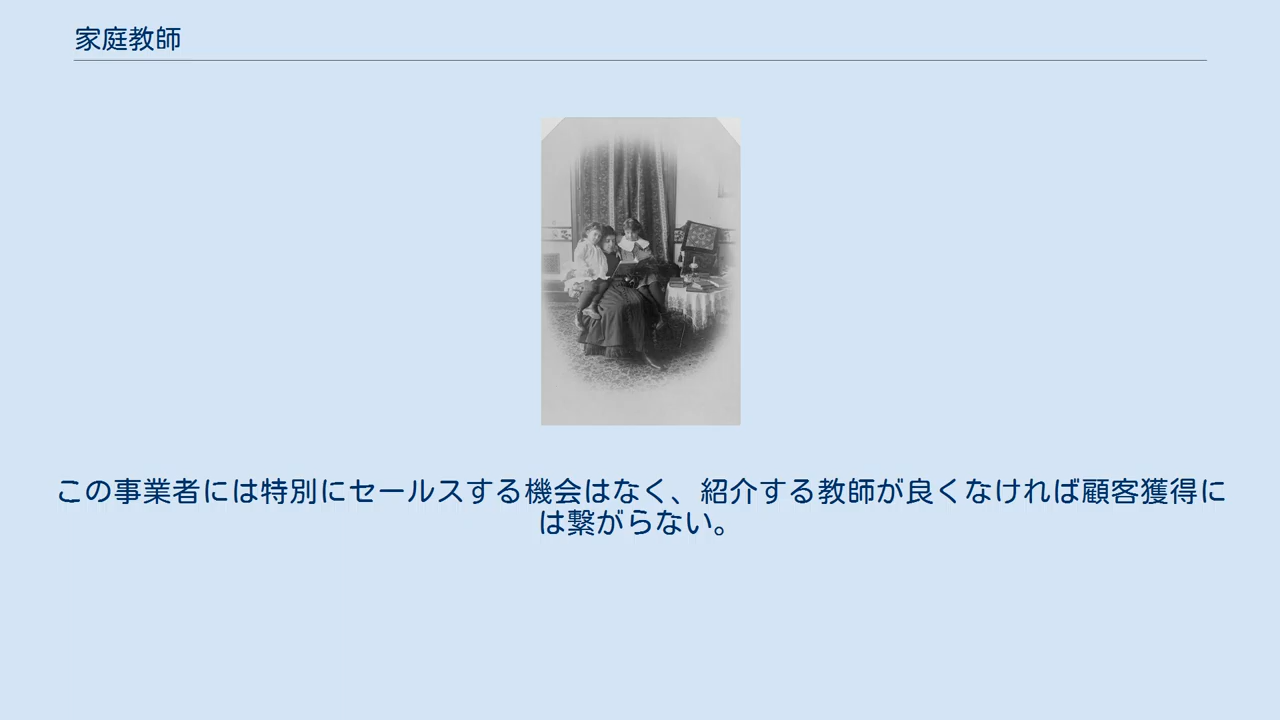 家庭教師
この事業者には特別にセールスする機会はなく、紹介する教師が良くなければ顧客獲得に
は繋がらない。